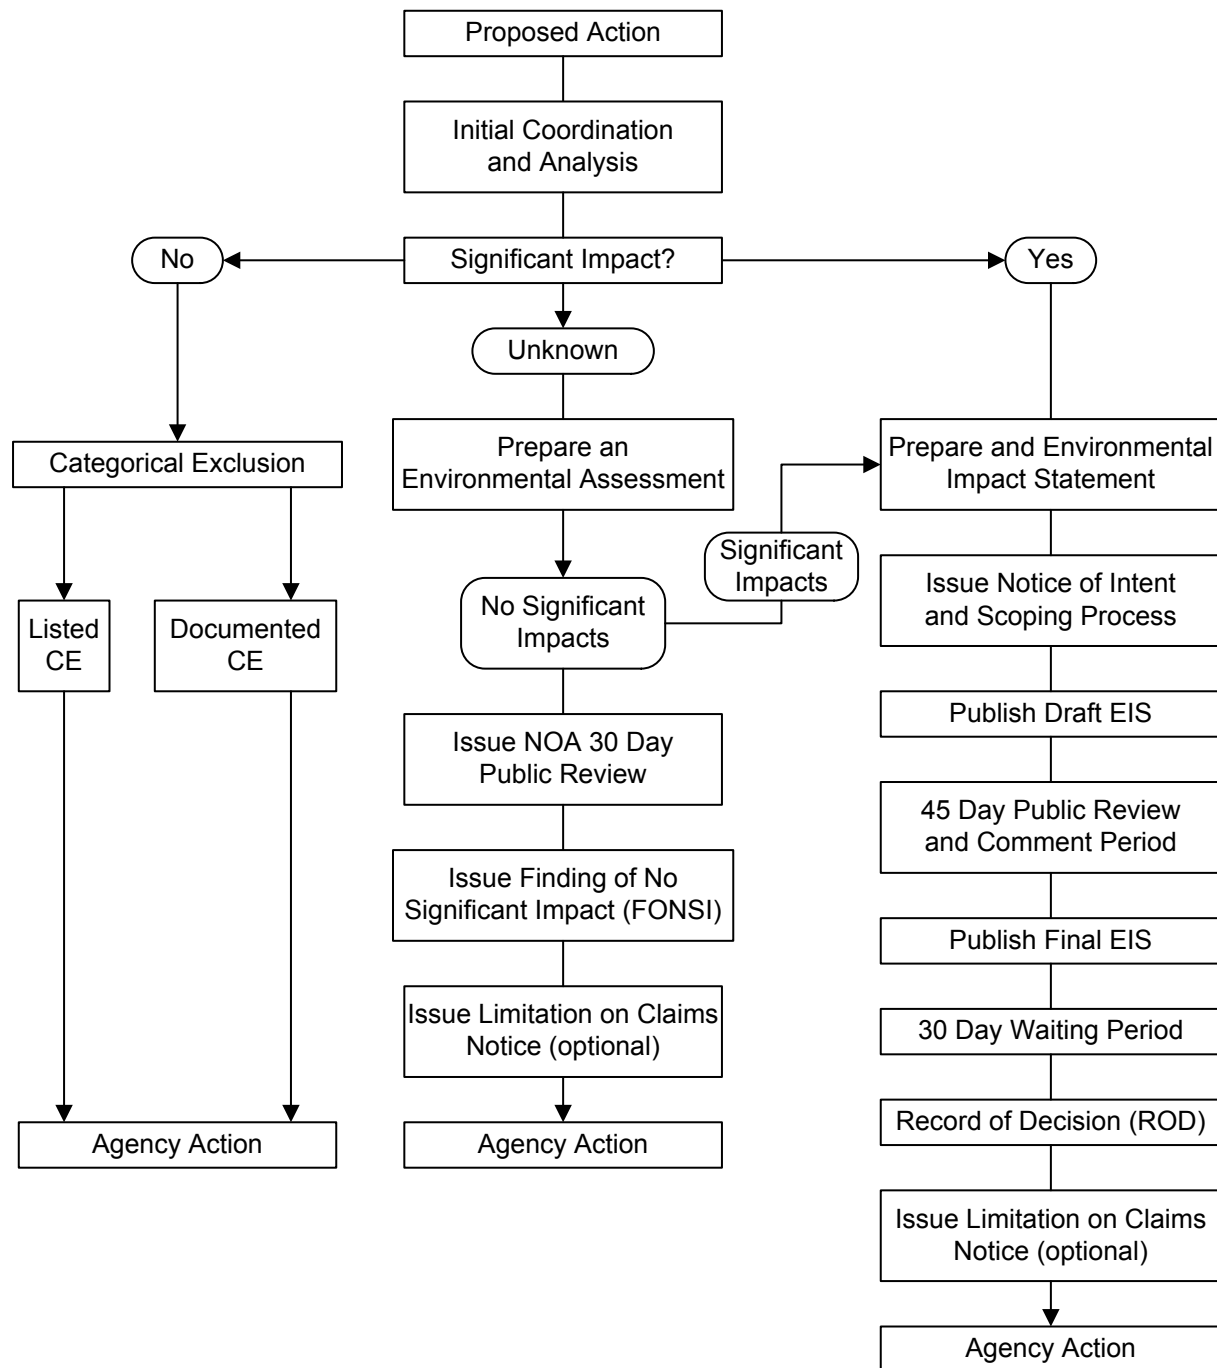 Proposed Action
Initial Coordination
and Analysis
No
Significant Impact?
Yes
Unknown
Categorical Exclusion
Prepare an
Environmental Assessment
Prepare and Environmental
Impact Statement
Significant
Impacts
Listed
CE
Documented
CE
No Significant
Impacts
Issue Notice of Intent
and Scoping Process
Issue NOA 30 Day
Public Review
Publish Draft EIS
45 Day Public Review
and Comment Period
Issue Finding of No
Significant Impact (FONSI)
Publish Final EIS
Issue Limitation on Claims
Notice (optional)
30 Day Waiting Period
Agency Action
Agency Action
Record of Decision (ROD)
Issue Limitation on Claims
Notice (optional)
Agency Action